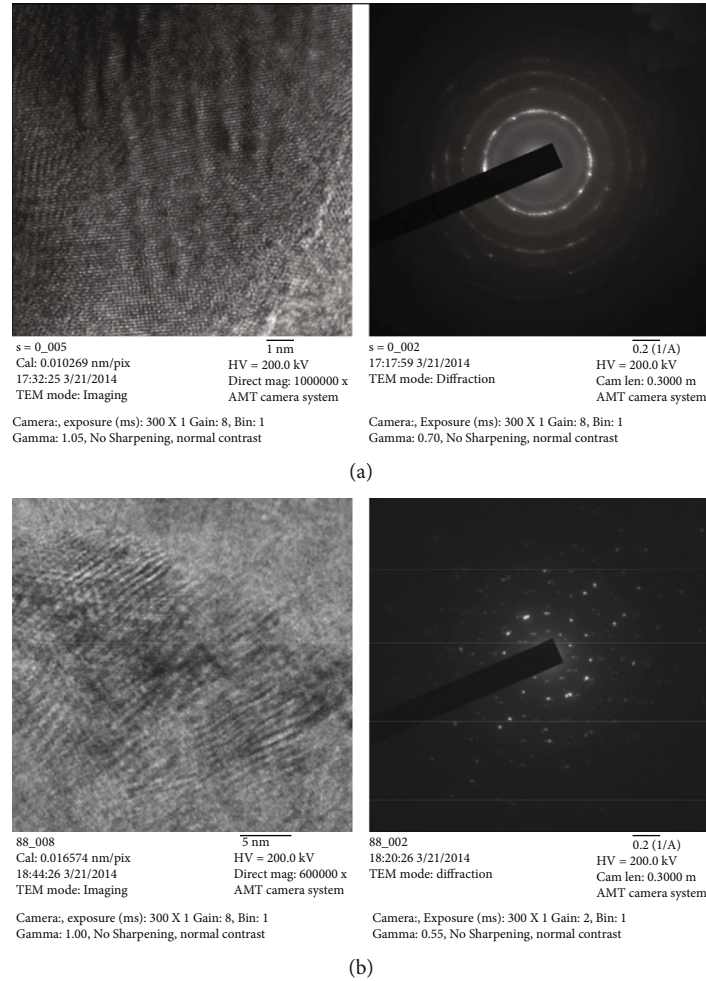 s = 0_005
Cal: 0.010269 nm/pix
17:32:25 3/21/2014
TEM mode: Imaging
1 nm
HV = 200.0 kV
Direct mag: 1000000 x
AMT camera system
Camera:, exposure (ms): 300 X 1 Gain: 8, Bin: 1
Gamma: 1.05, No Sharpening, normal contrast
s = 0_002
17:17:59 3/21/2014
TEM mode: Diffraction
0.2 (1/A)
HV = 200.0 kV
Cam len: 0.3000 m
AMT camera system
Camera:, Exposure (ms): 300 X 1 Gain: 8, Bin: 1
Gamma: 0.70, No Sharpening, normal contrast
(a)
88_008
Cal: 0.016574 nm/pix
18:44:26 3/21/2014
TEM mode: Imaging
5 nm
HV = 200.0 kV
Direct mag: 600000 x
AMT camera system
Camera:, exposure (ms): 300 X 1 Gain: 8, Bin: 1
Gamma: 1.00, No Sharpening, normal contrast
88_002
18:20:26 3/21/2014
TEM mode: diffraction
0.2 (1/A)
HV = 200.0 kV
Cam len: 0.3000 m
AMT camera system
Camera:, Exposure (ms): 300 X 1 Gain: 2, Bin: 1
Gamma: 0.55, No Sharpening, normal contrast
(b)